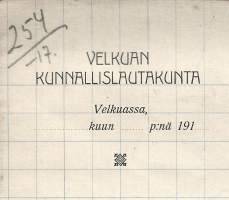 254/-17.
VELKUAN
KUNNALLISLAUTAKUNTA
Velkuassa,
........ kuun ........ p:nä 191